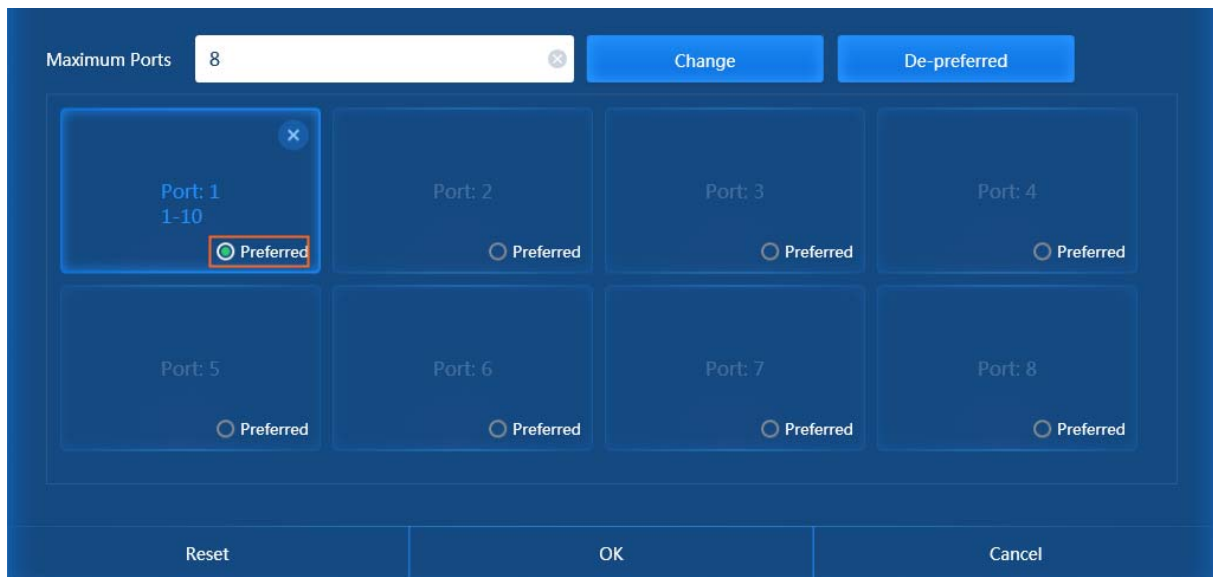 Maximum Ports 8 Change De-preferred
Port: 1
1-10
Preferred
Port: 2
Preferred
Port: 3
Preferred
Port: 4
Preferred
Port: 5
Preferred
Port: 6
Preferred
Port: 7
Preferred
Port: 8
Preferred
Reset OK Cancel